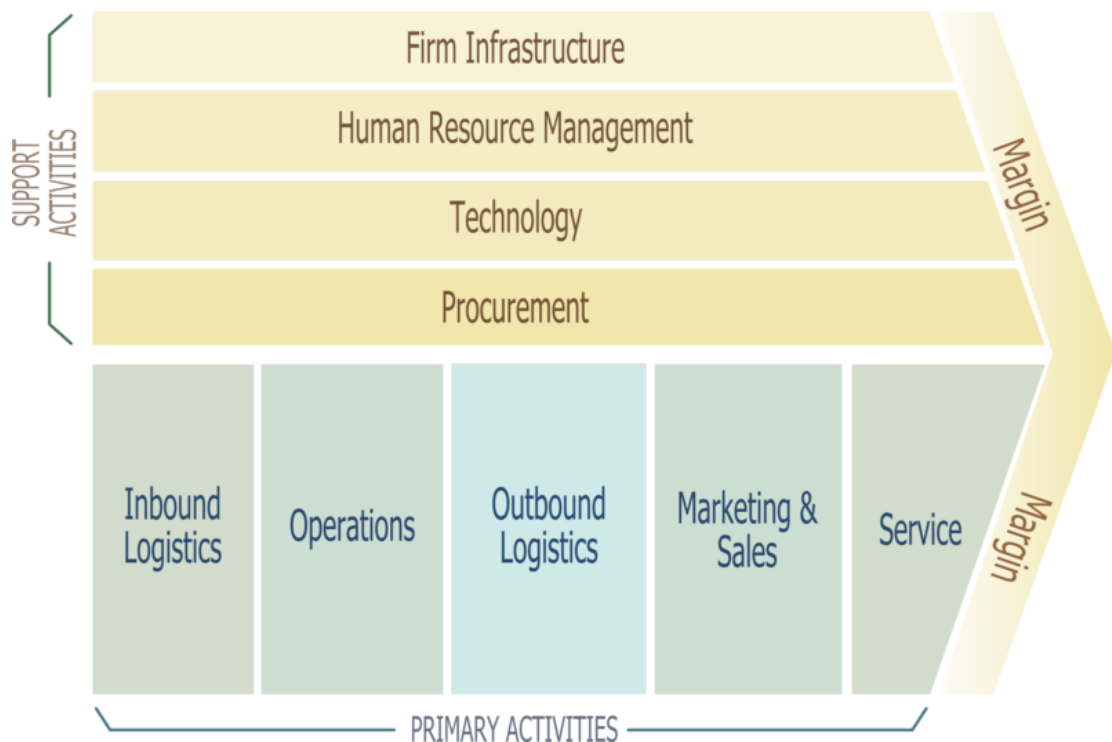 Firm Infrastructure
Human Resource Management
Technology
Procurement
SUPPORT
ACTIVITIES
Margin
Inbound
Logistics
Operations
Outbound
Logistics
Marketing &
Sales
Service
Margin
PRIMARY ACTIVITIES